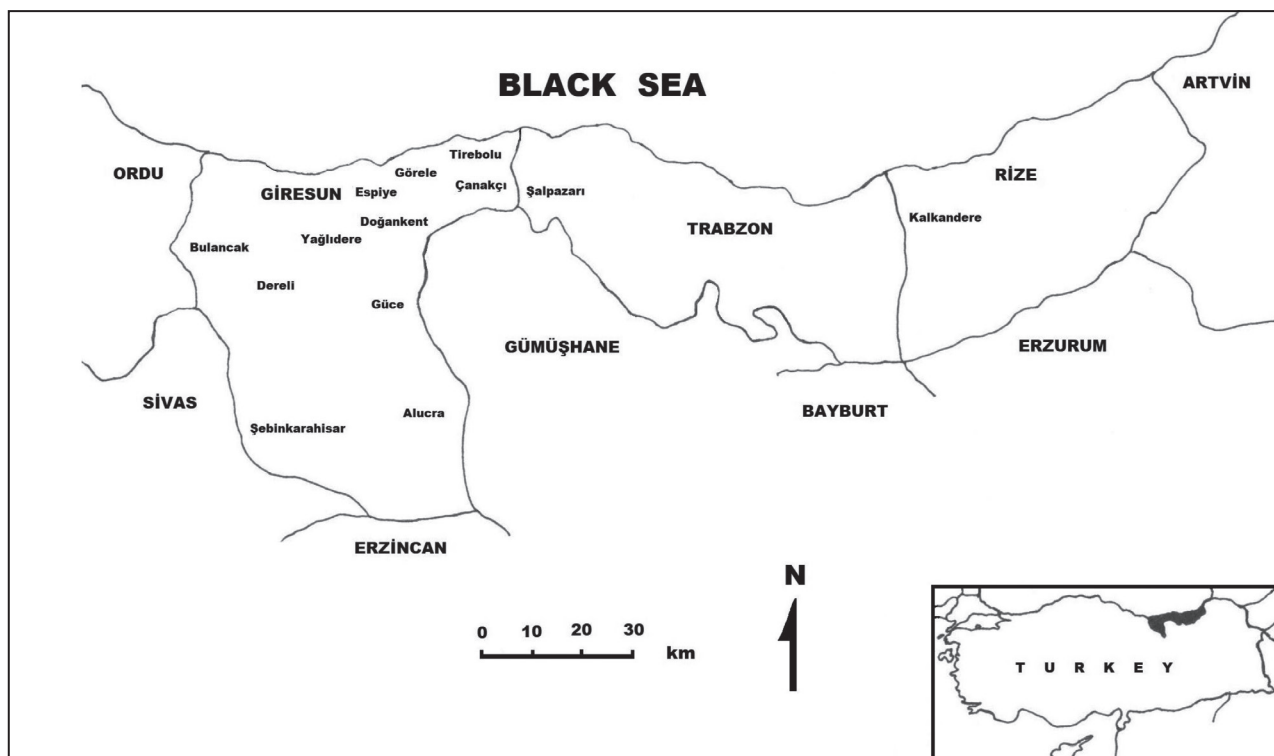 BLACK SEA
ARTVİN
ORDU
GİRESUN
Tirebolu
Görele
Espiye
Çanakçı
Şalpazarı
RİZE
Kalkandere
Doğankent
Yağlıdere
TRABZON
Bulancak
Dereli
Güce
GÜMÜŞHANE
ERZURUM
SİVAS
BAYBURT
Alucra
Şebinkarahisar
ERZİNCAN
N
0 10 20 30
km
TURKEY